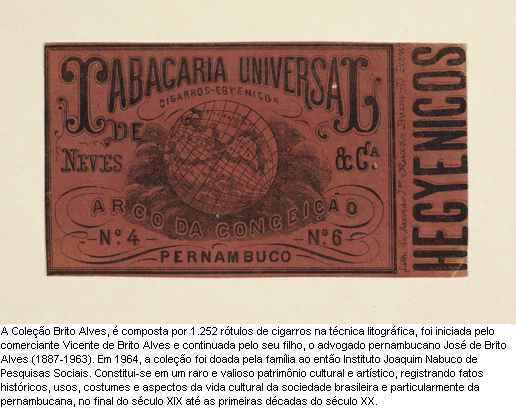 TABACARIA UNIVERSAL
CIGARROS-EGYENICOS
DE
NEVES & Cª
ARCO DA CONCEIÇAO
Nº.4 Nº.6
PERNAMBUCO
HEGYENICOS
A Coleção Brito Alves, é composta por 1.252 rótulos de cigarros na técnica litográfica, foi iniciada pelo
comerciante Vicente de Brito Alves e continuada pelo seu filho, o advogado pernambucano José de Brito
Alves (1887-1963). Em 1964, a coleção foi doada pela família ao então Instituto Joaquim Nabuco de
Pesquisas Sociais. Constitui-se em um raro e valioso patrimônio cultural e artístico, registrando fatos
históricos, usos, costumes e aspectos da vida cultural da sociedade brasileira e particularmente da
pernambucana, no final do século XIX até as primeiras décadas do século XX.